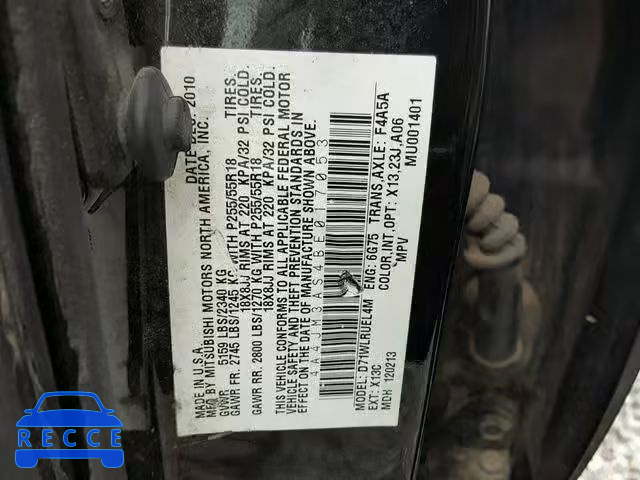 MADE IN U.S.A.
MFD BY MITSUBISHI MOTORS NORTH AMERICA, INC.
DATE 2010
GVWR 5159 LBS/2340 KG
GAWR FR. 2745 LBS/1245 KG WITH P255/55R18 TIRES.
18X8JJ RIMS AT 220 KPA/32 PSI COLD.
GAWR RR. 2800 LBS/1270 KG WITH P255/55R18 TIRES.
18X8JJ RIMS AT 220 KPA/32 PSI COLD.
THIS VEHICLE CONFORMS TO ALL APPLICABLE FEDERAL MOTOR
VEHICLE SAFETY AND THEFT PREVENTION STANDARDS IN
EFFECT ON THE DATE OF MANUFACTURE SHOWN ABOVE.
4A4JM3AS4BE017053
MODEL: D71WLRUEL4M ENG: 6G75 TRANS,AXLE: F4A5A
EXT: X13C COLOR,INT,OPT: X13,23J,A06
MDH 120213 MPV MU001401
RECCE